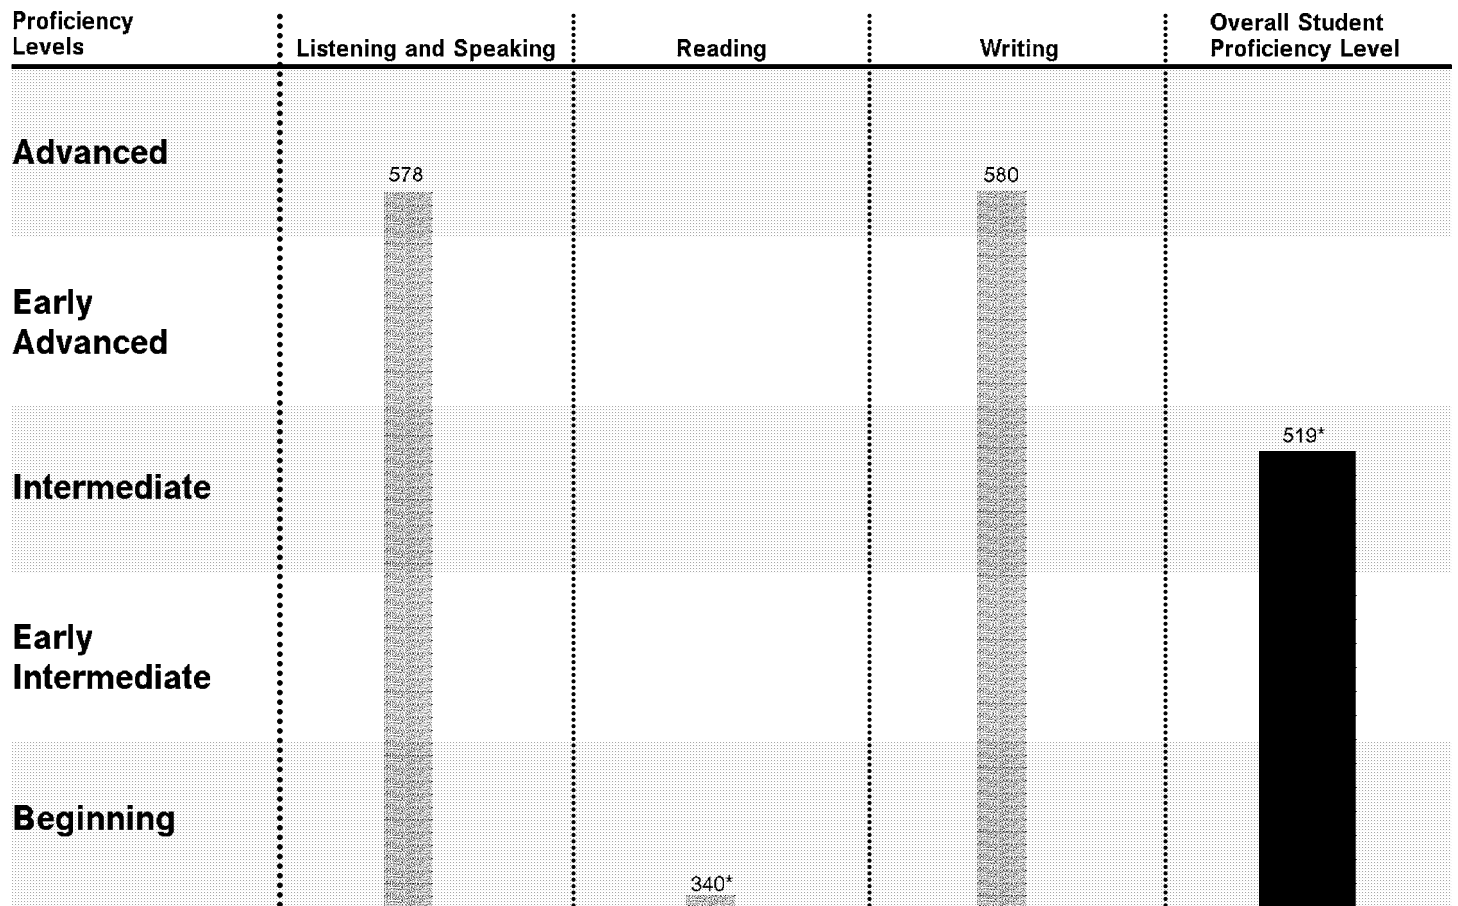 Proficiency
Levels
Listening and Speaking
Reading
Writing
Overall Student
Proficiency Level
Advanced
578
580
Early
Advanced
519*
Intermediate
Early
Intermediate
Beginning
340*